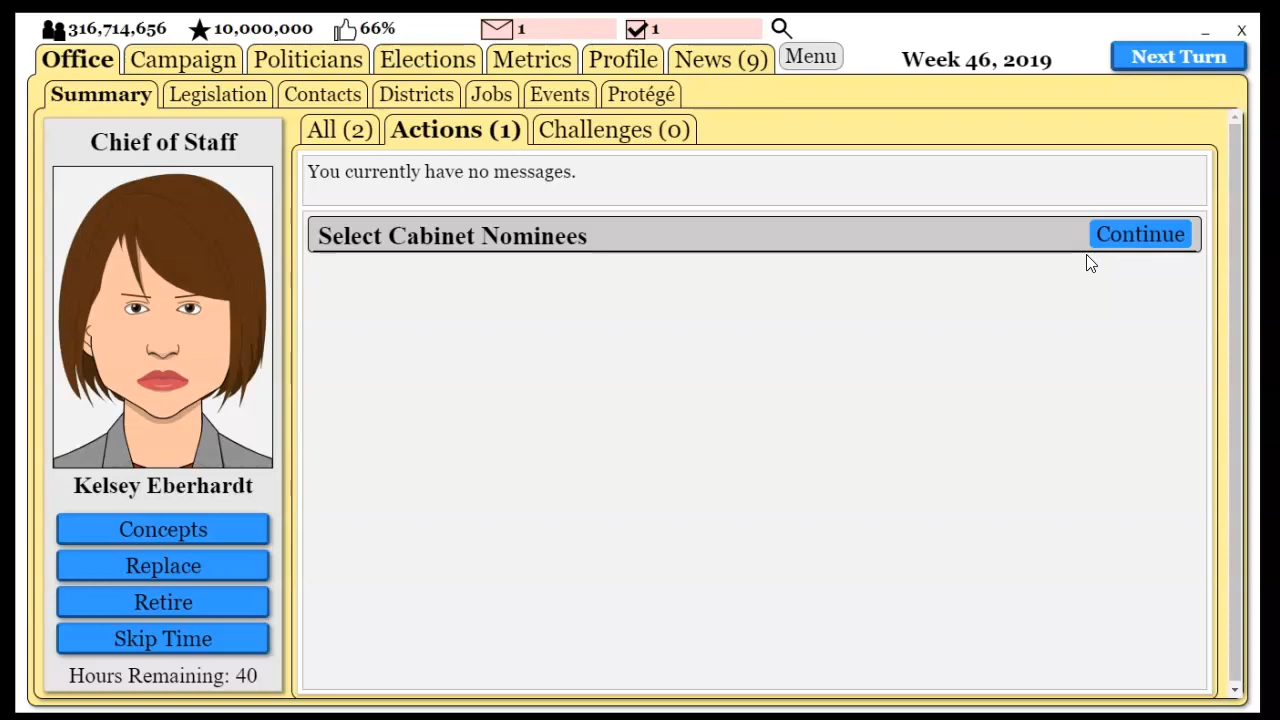 316,714,656 10,000,000 66% 1 1
_ X
Office Campaign Politicians Elections Metrics Profile News (9) Menu Week 46, 2019 Next Turn
Summary Legislation Contacts Districts Jobs Events Protégé
Chief of Staff
All (2) Actions (1) Challenges (0)
You currently have no messages.
Select Cabinet Nominees Continue
Kelsey Eberhardt
Concepts
Replace
Retire
Skip Time
Hours Remaining: 40